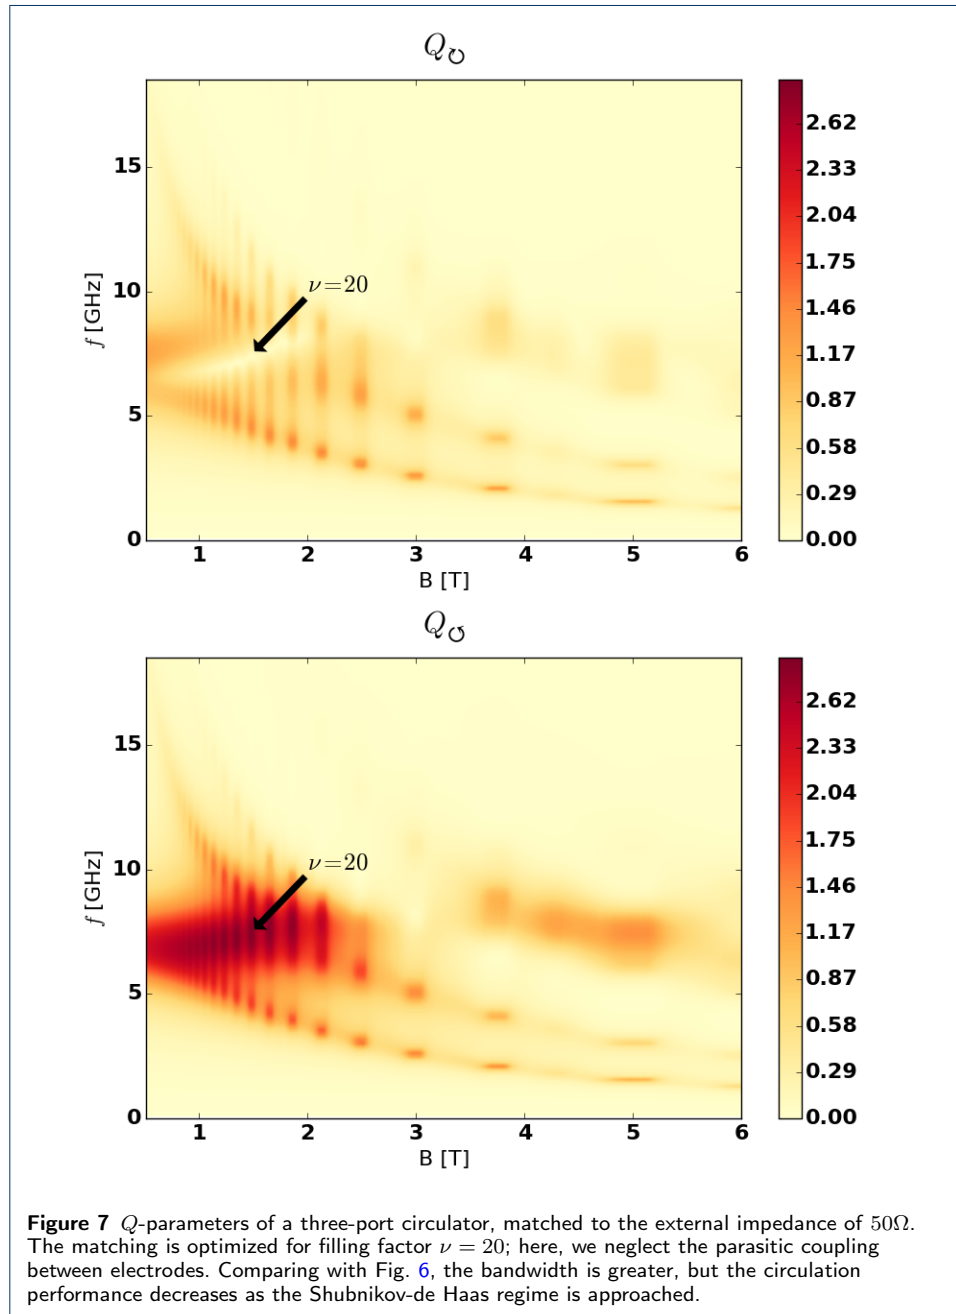 Q↻
2.62
2.33
2.04
1.75
1.46
1.17
0.87
0.58
0.29
0.00
15
10
5
0
f [GHz]
ν=20
1 2 3 4 5 6
B [T]
Q↺
2.62
2.33
2.04
1.75
1.46
1.17
0.87
0.58
0.29
0.00
15
10
5
0
f [GHz]
ν=20
1 2 3 4 5 6
B [T]
Figure 7 Q-parameters of a three-port circulator, matched to the external impedance of 50Ω.
The matching is optimized for filling factor ν = 20; here, we neglect the parasitic coupling
between electrodes. Comparing with Fig. 6, the bandwidth is greater, but the circulation
performance decreases as the Shubnikov-de Haas regime is approached.